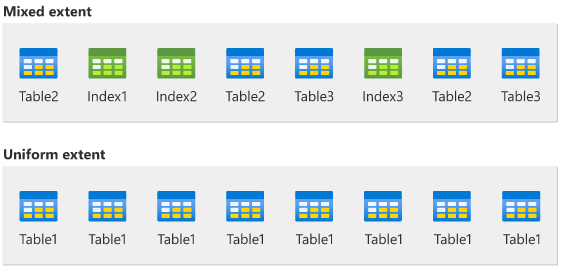 Mixed extent
Table2 Index1 Index2 Table2 Table3 Index3 Table2 Table3
Uniform extent
Table1 Table1 Table1 Table1 Table1 Table1 Table1 Table1